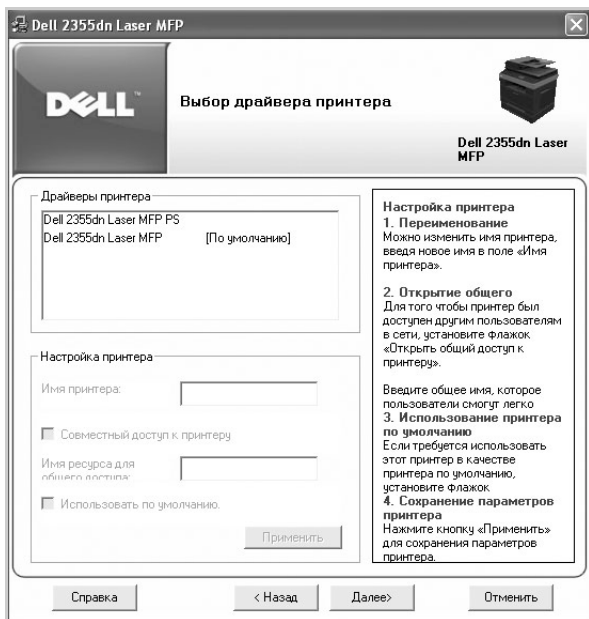 Dell 2355dn Laser MFP
DELL™
Выбор драйвера принтера
Dell 2355dn Laser
MFP
Драйверы принтера
Dell 2355dn Laser MFP PS
Dell 2355dn Laser MFP [По умолчанию]
Настройка принтера
Имя принтера:
Совместный доступ к принтеру
Имя ресурса для
общего доступа:
Использовать по умолчанию.
Применить
Настройка принтера
1. Переименование
Можно изменить имя принтера,
введя новое имя в поле «Имя
принтера».
2. Открытие общего
Для того чтобы принтер был
доступен другим пользователям
в сети, установите флажок
«Открыть общий доступ к
принтеру».
Введите общее имя, которое
пользователи смогут легко
3. Использование принтера
по умолчанию
Если требуется использовать
этот принтер в качестве
принтера по умолчанию,
установите флажок
4. Сохранение параметров
принтера
Нажмите кнопку «Применить»
для сохранения параметров
принтера.
Справка
< Назад
Далее>
Отменить